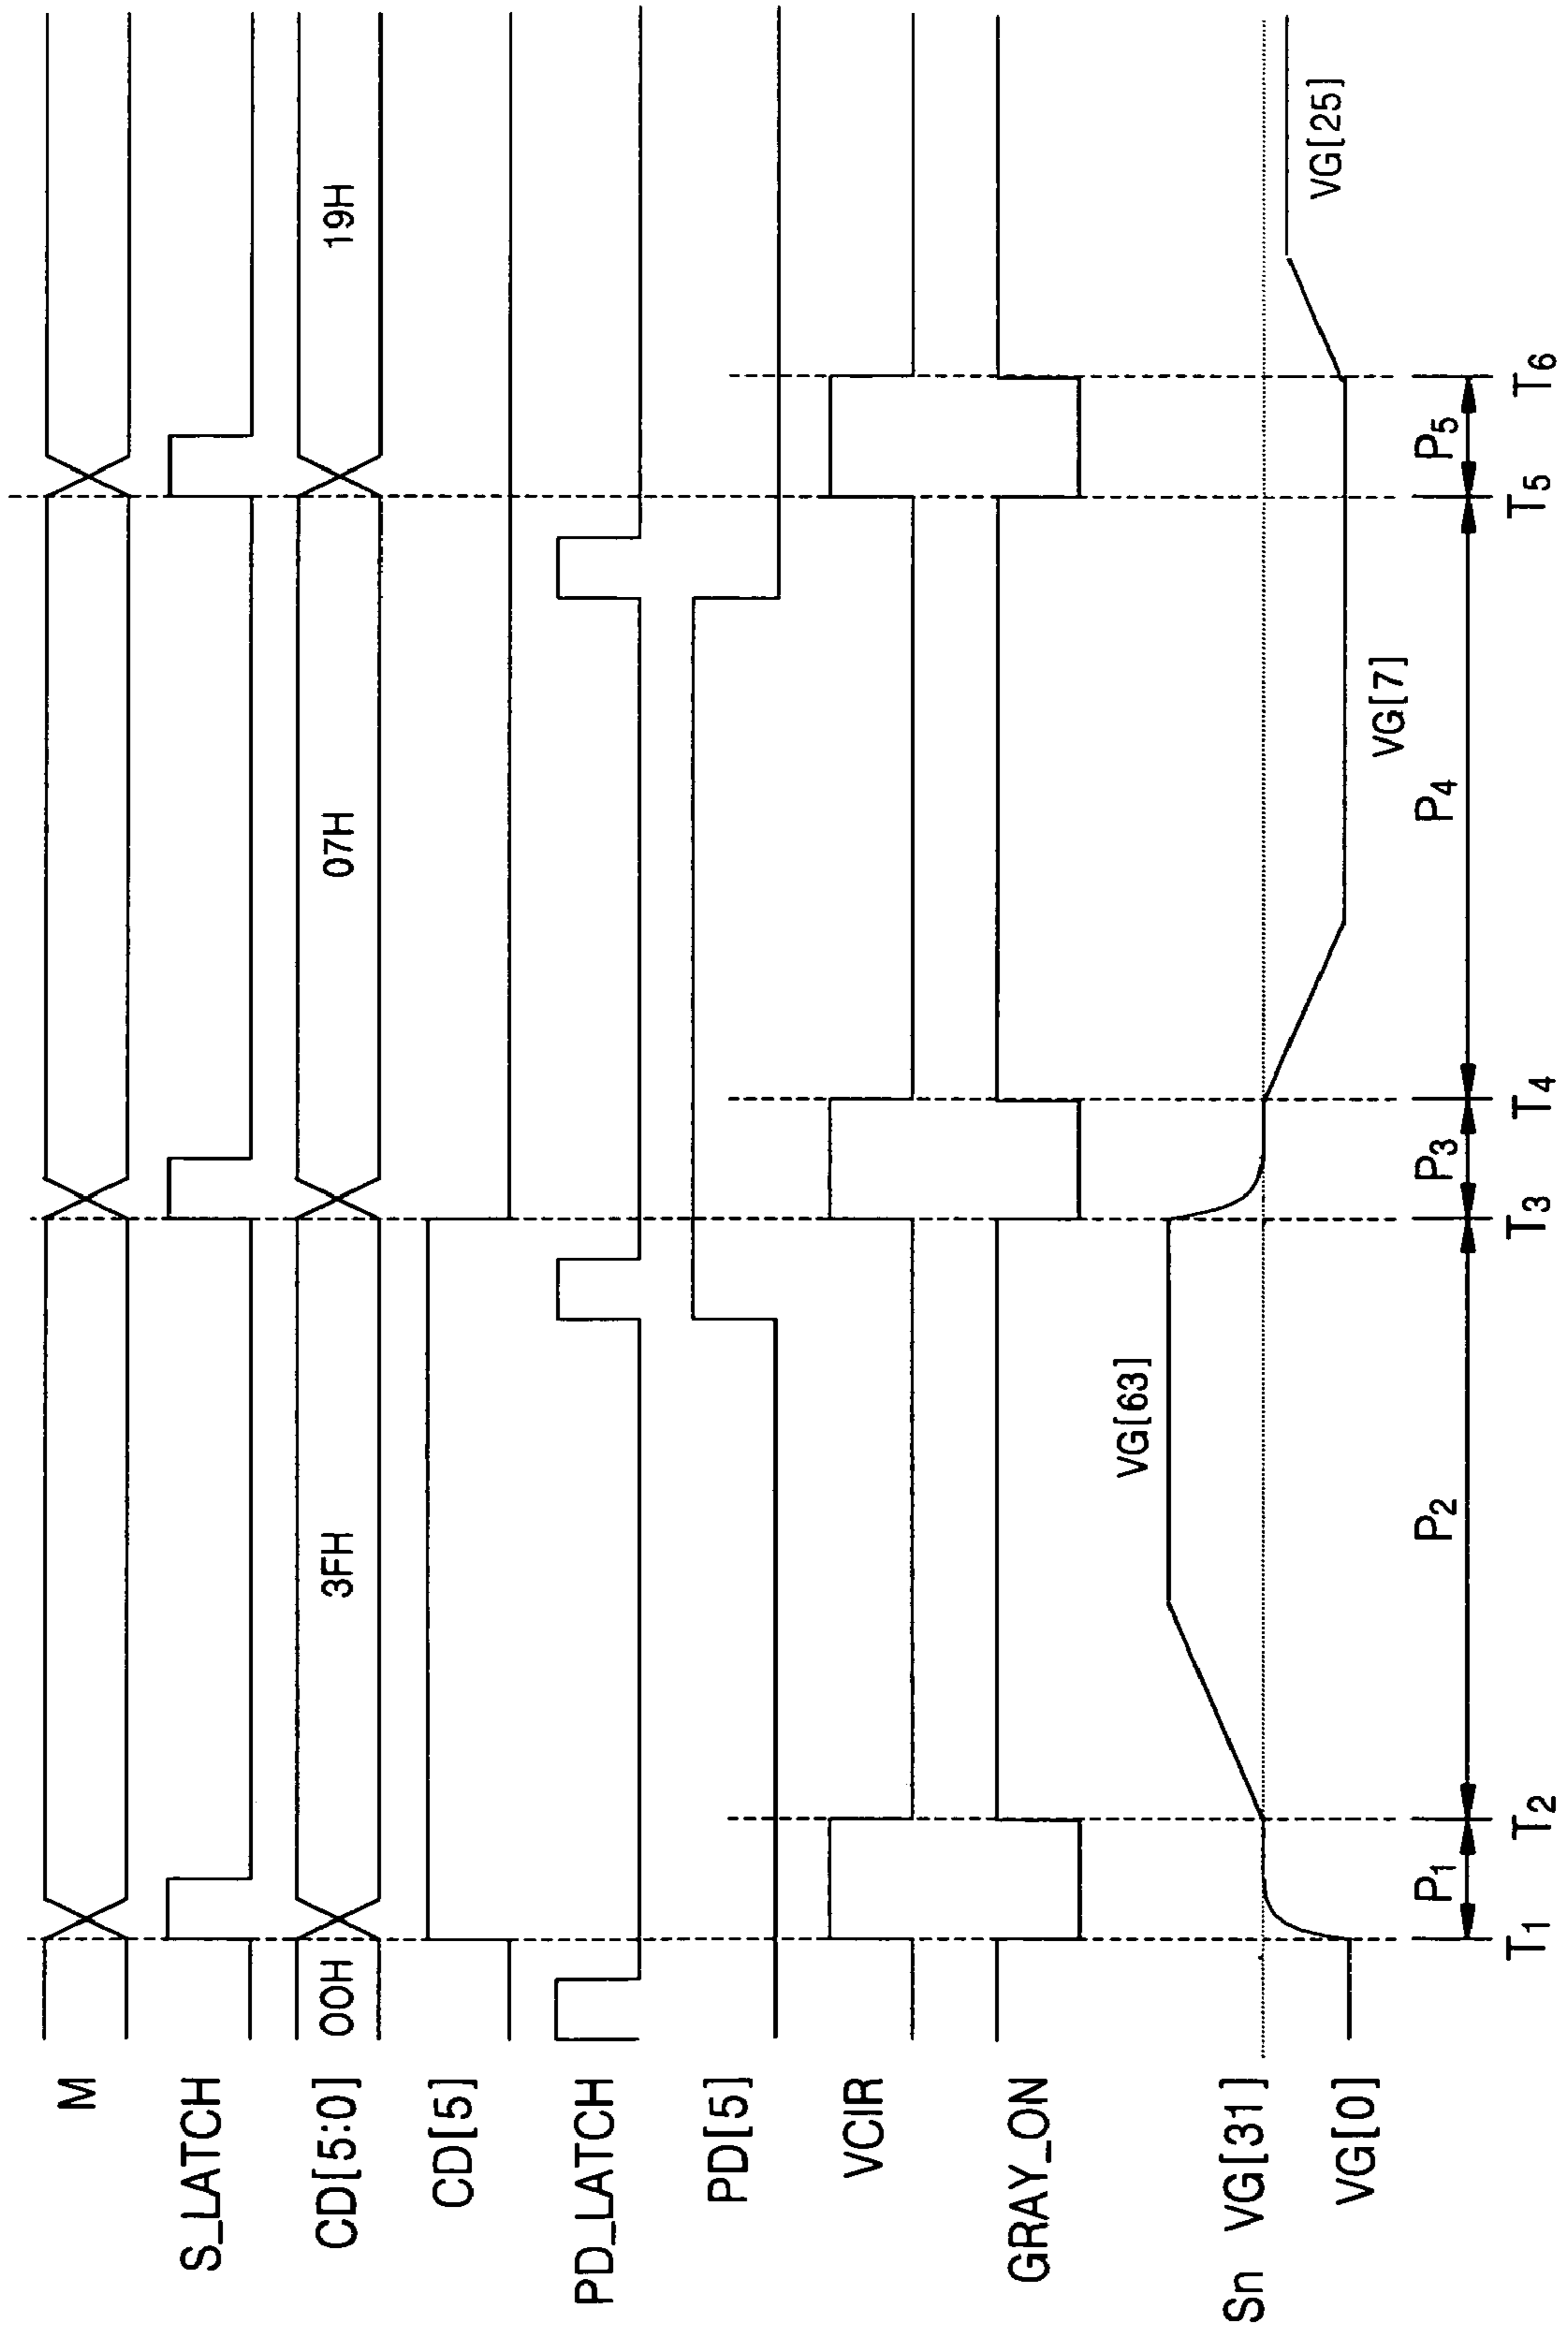 M
S_LATCH
CD[5:0] 00H 3FH 07H 19H
CD[5]
PD_LATCH
PD[5]
VCIR
GRAY_ON
VG[63]
Sn VG[31]
VG[25]
VG[0]
VG[7]
P1 P2 P3 P4 P5
T1 T2 T3 T4 T5 T6